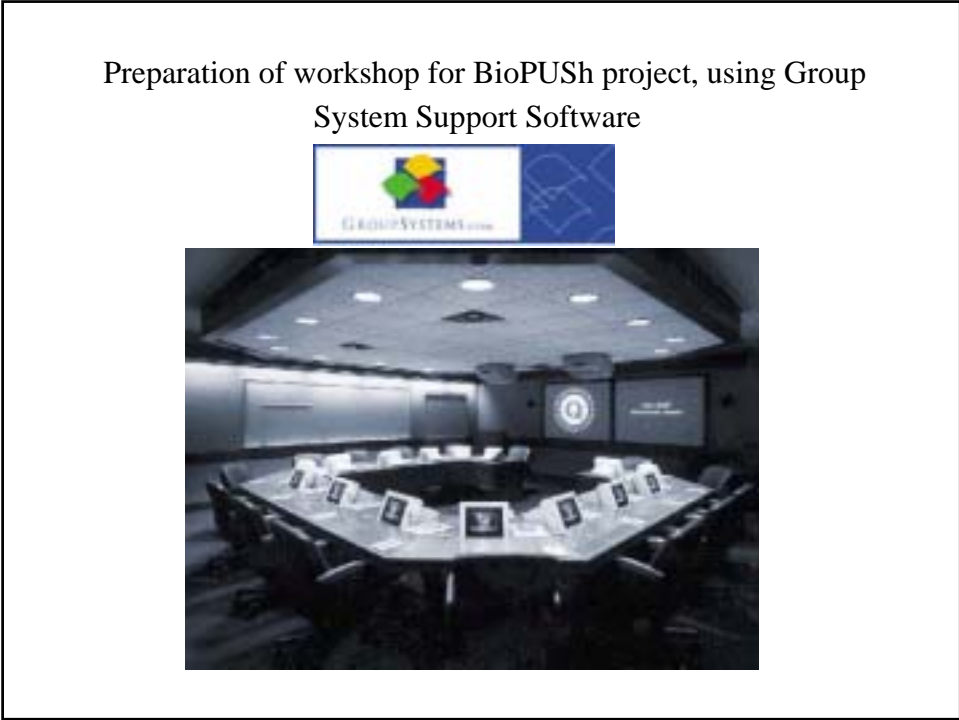 Preparation of workshop for BioPUSh project, using Group
System Support Software
GROUPSYSTEMS.COM